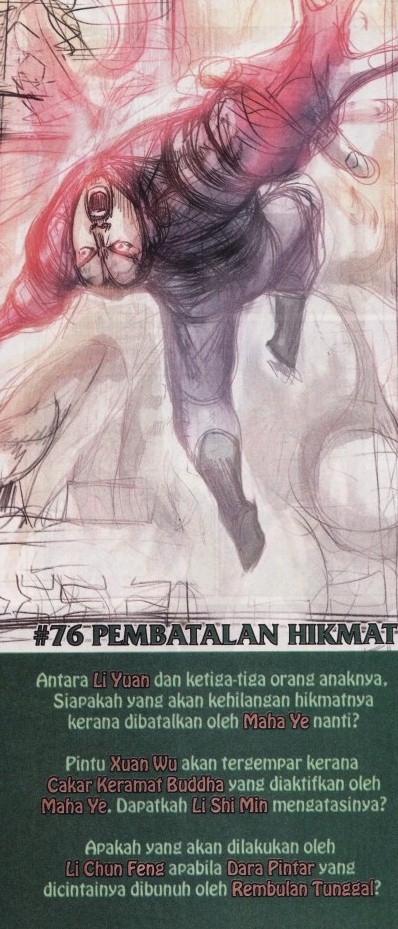 #76 PEMBATALAN HIKMAT
Antara Li Yuan dan ketiga-tiga orang anaknya,
Siapakah yang akan kehilangan hikmatnya
kerana dibatalkan oleh Maha Ye nanti?
Pintu Xuan Wu akan tergempar kerana
Cakar Keramat Buddha yang diaktifkan oleh
Maha Ye. Dapatkah Li Shi Min mengatasinya?
Apakah yang akan dilakukan oleh
Li Chun Feng apabila Dara Pintar yang
dicintainya dibunuh oleh Rembulan Tunggal?